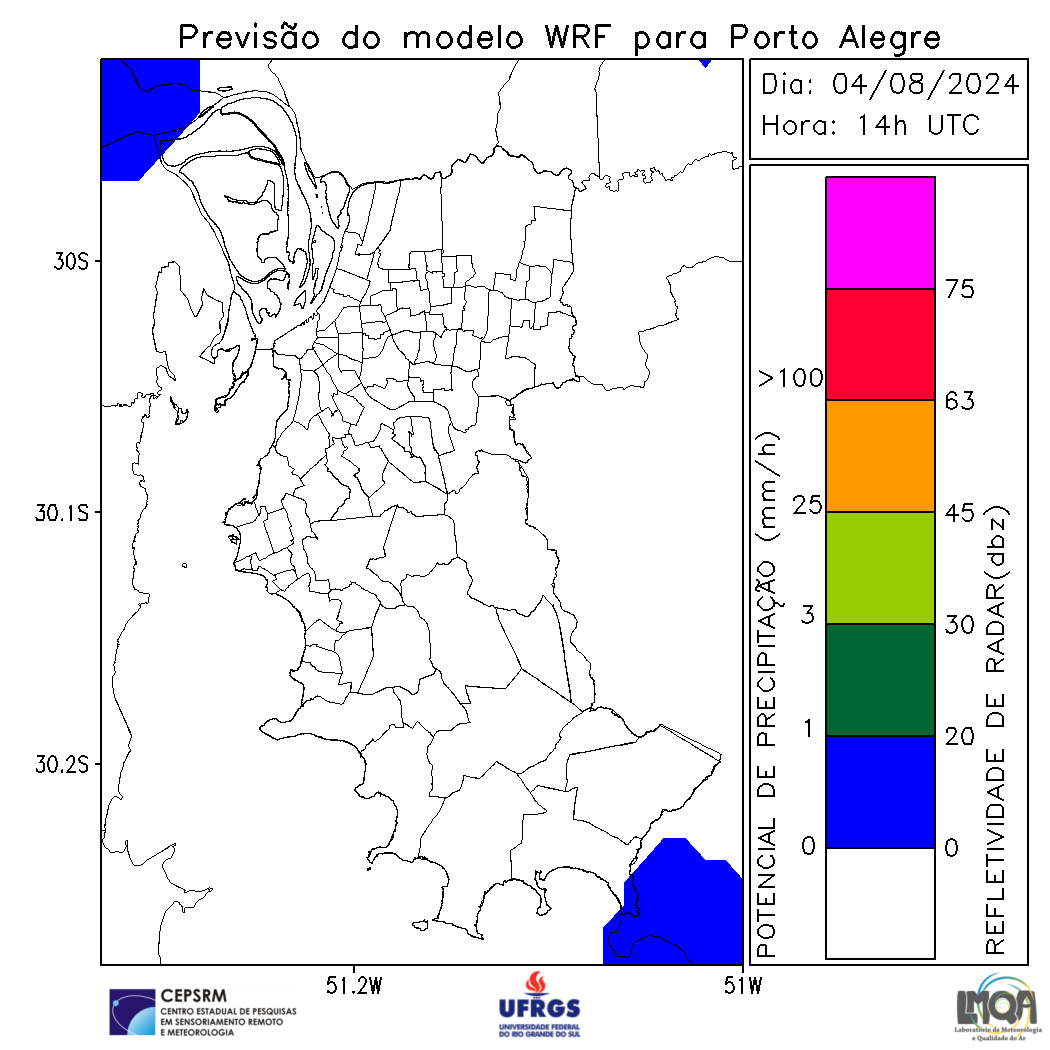 Previsão do modelo WRF para Porto Alegre
Dia: 04/08/2024
Hora: 14h UTC
30S
30.1S
30.2S
51.2W
51W
POTENCIAL DE PRECIPITAÇÃO (mm/h)
>100
25
3
1
0
75
63
45
30
20
0
REFLETIVIDADE DE RADAR(dbz)
CEPSRM
CENTRO ESTADUAL DE PESQUISAS
EM SENSORIAMENTO REMOTO
E METEOROLOGIA
UFRGS
UNIVERSIDADE FEDERAL
DO RIO GRANDE DO SUL
LMQA
Laboratório de Meteorologia
e Qualidade do Ar